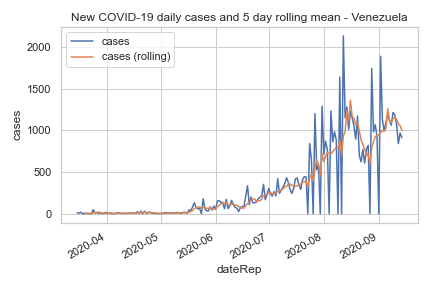 New COVID-19 daily cases and 5 day rolling mean - Venezuela
cases
cases (rolling)
2000
1500
1000
500
0
cases
2020-04
2020-05
2020-06
2020-07
2020-08
2020-09
dateRep